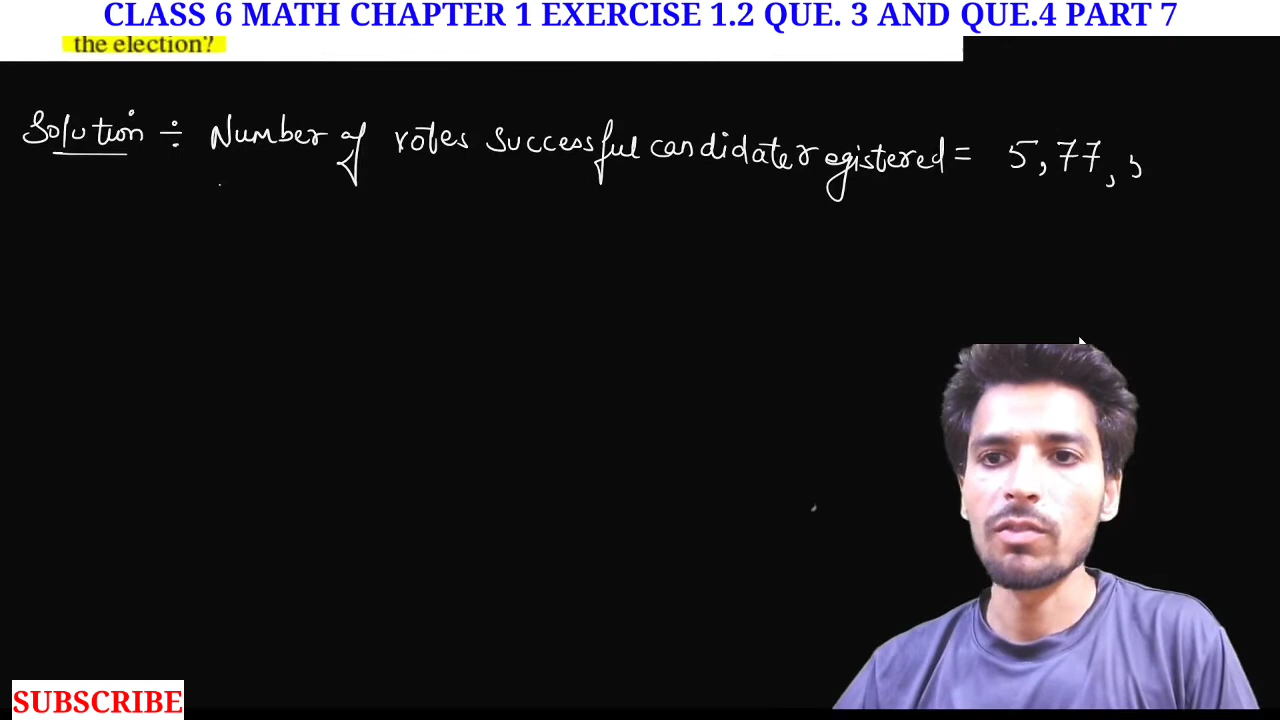 CLASS 6 MATH CHAPTER 1 EXERCISE 1.2 QUE. 3 AND QUE.4 PART 7
the election?
Solution ÷ Number of votes successful candidate registered = 5,77,
SUBSCRIBE